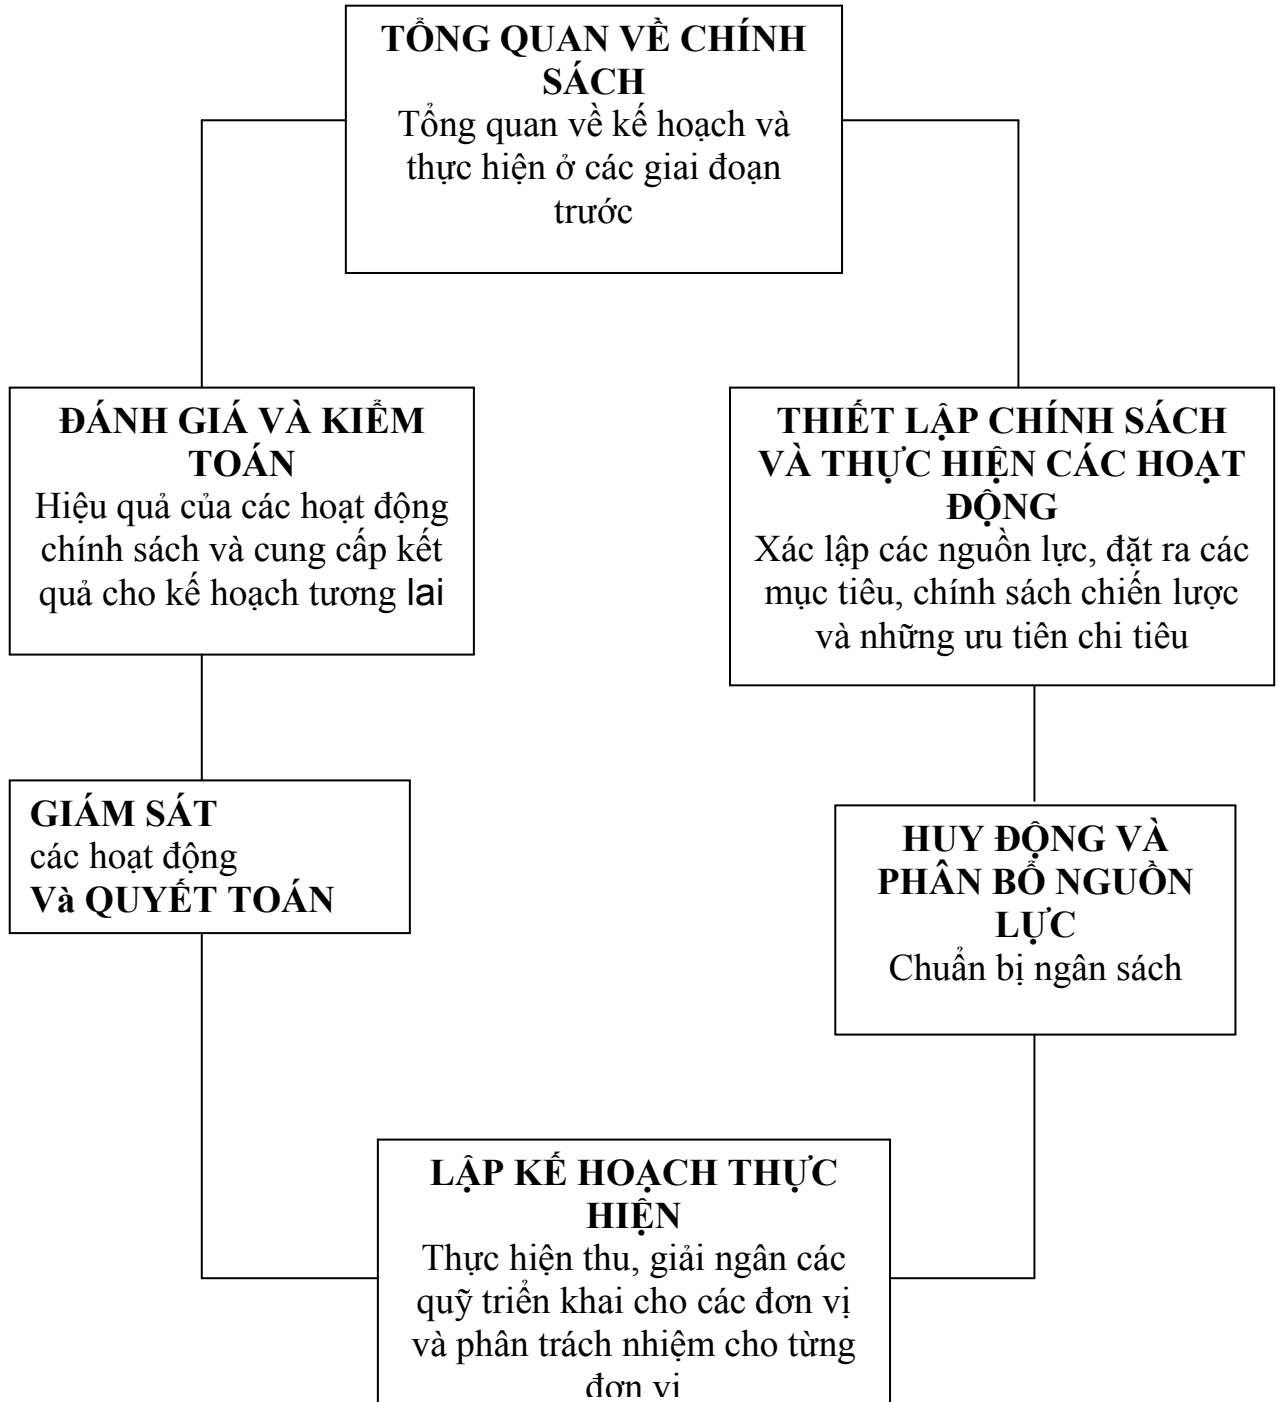 TỔNG QUAN VỀ CHÍNH
SÁCH
Tổng quan về kế hoạch và
thực hiện ở các giai đoạn
trước
ĐÁNH GIÁ VÀ KIỂM
TOÁN
Hiệu quả của các hoạt động
chính sách và cung cấp kết
quả cho kế hoạch tương lai
THIẾT LẬP CHÍNH SÁCH
VÀ THỰC HIỆN CÁC HOẠT
ĐỘNG
Xác lập các nguồn lực, đặt ra các
mục tiêu, chính sách chiến lược
và những ưu tiên chi tiêu
GIÁM SÁT
các hoạt động
Và QUYẾT TOÁN
HUY ĐỘNG VÀ
PHÂN BỔ NGUỒN
LỰC
Chuẩn bị ngân sách
LẬP KẾ HOẠCH THỰC
HIỆN
Thực hiện thu, giải ngân các
quỹ triển khai cho các đơn vị
và phân trách nhiệm cho từng
đơn vị